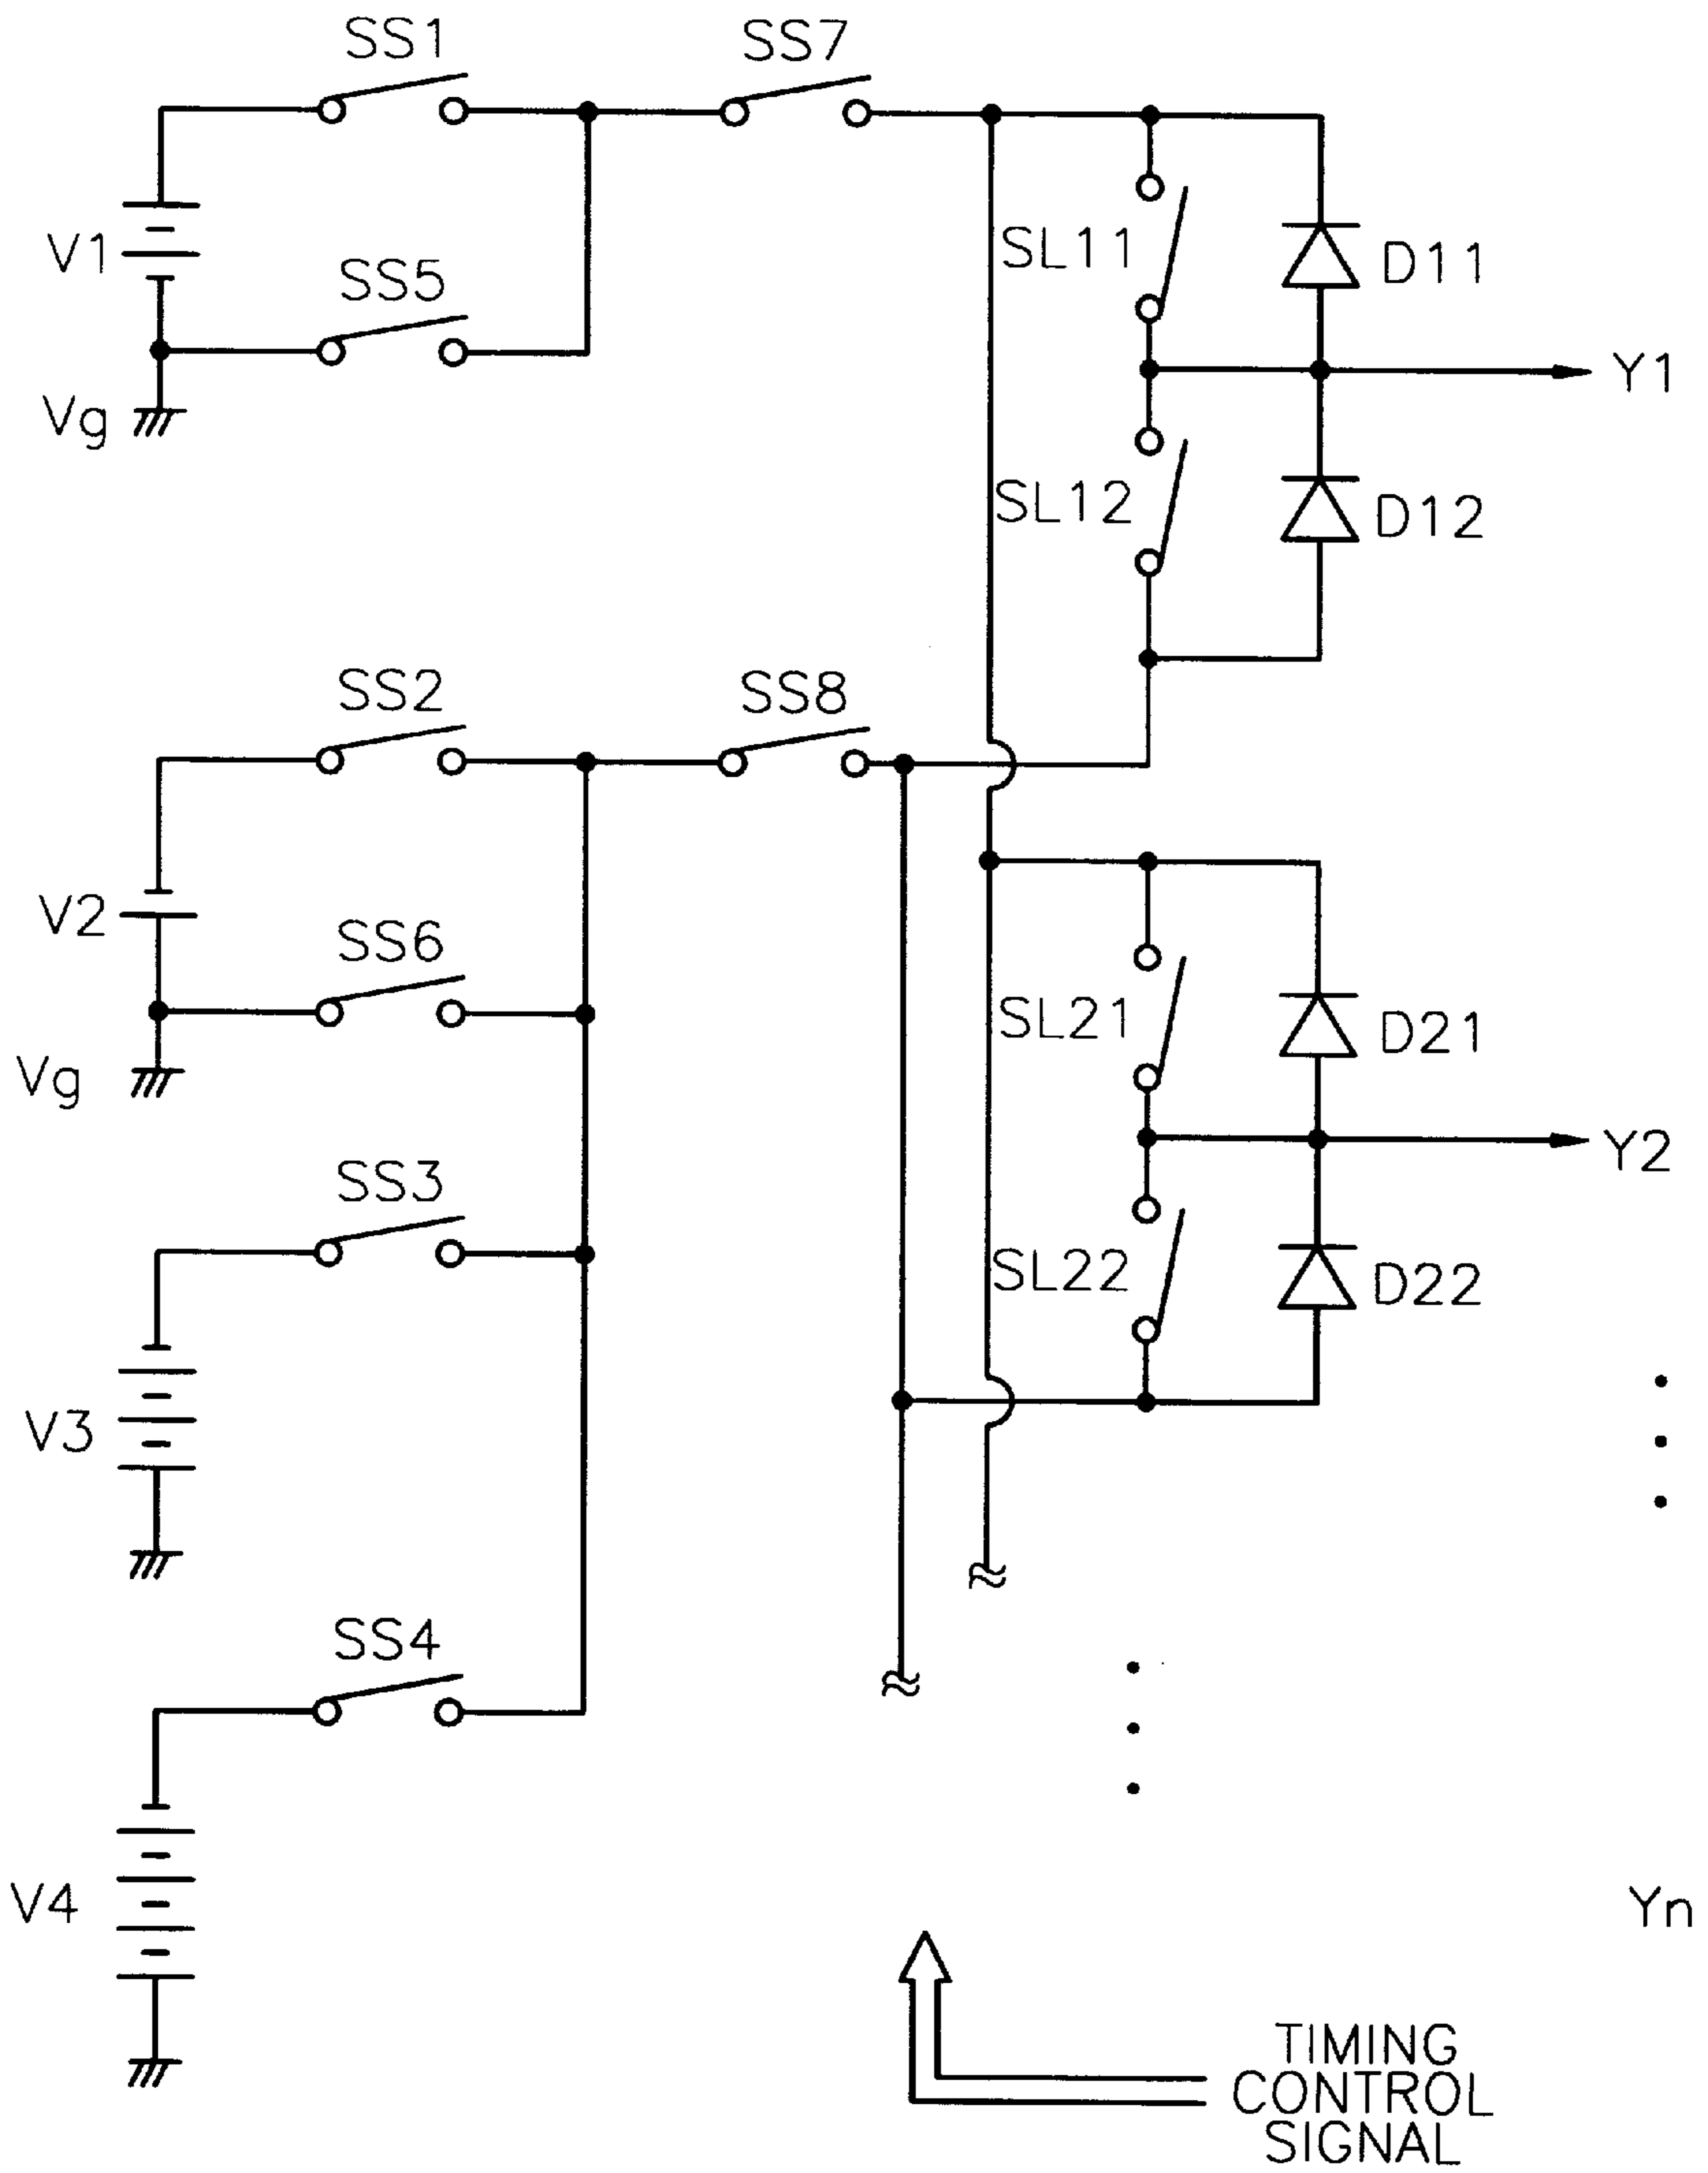 SS1
SS7
V1
SS5
SL11
D11
Y1
Vg
SL12
D12
SS2
SS8
V2
SS6
SL21
D21
Vg
Y2
SS3
SL22
D22
V3
SS4
V4
Yn
TIMING
CONTROL
SIGNAL